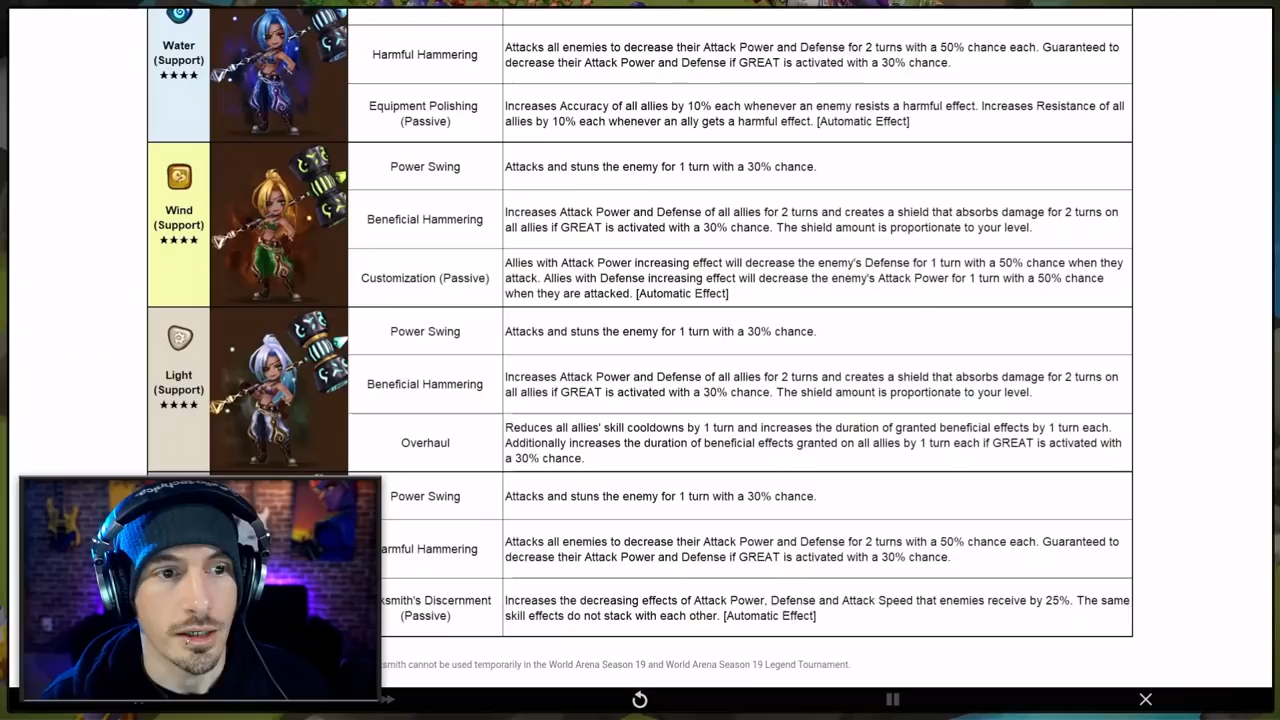 Water
(Support)
★★★★
Harmful Hammering
Attacks all enemies to decrease their Attack Power and Defense for 2 turns with a 50% chance each. Guaranteed to
decrease their Attack Power and Defense if GREAT is activated with a 30% chance.
Equipment Polishing
(Passive)
Increases Accuracy of all allies by 10% each whenever an enemy resists a harmful effect. Increases Resistance of all
allies by 10% each whenever an ally gets a harmful effect. [Automatic Effect]
Wind
(Support)
★★★★
Power Swing
Attacks and stuns the enemy for 1 turn with a 30% chance.
Beneficial Hammering
Increases Attack Power and Defense of all allies for 2 turns and creates a shield that absorbs damage for 2 turns on
all allies if GREAT is activated with a 30% chance. The shield amount is proportionate to your level.
Customization (Passive)
Allies with Attack Power increasing effect will decrease the enemy's Defense for 1 turn with a 50% chance when they
attack. Allies with Defense increasing effect will decrease the enemy's Attack Power for 1 turn with a 50% chance
when they are attacked. [Automatic Effect]
Light
(Support)
★★★★
Power Swing
Attacks and stuns the enemy for 1 turn with a 30% chance.
Beneficial Hammering
Increases Attack Power and Defense of all allies for 2 turns and creates a shield that absorbs damage for 2 turns on
all allies if GREAT is activated with a 30% chance. The shield amount is proportionate to your level.
Overhaul
Reduces all allies' skill cooldowns by 1 turn and increases the duration of granted beneficial effects by 1 turn each.
Additionally increases the duration of beneficial effects granted on all allies by 1 turn each if GREAT is activated with
a 30% chance.
Power Swing
Attacks and stuns the enemy for 1 turn with a 30% chance.
armful Hammering
Attacks all enemies to decrease their Attack Power and Defense for 2 turns with a 50% chance each. Guaranteed to
decrease their Attack Power and Defense if GREAT is activated with a 30% chance.
ksmith's Discernment
(Passive)
Increases the decreasing effects of Attack Power, Defense and Attack Speed that enemies receive by 25%. The same
skill effects do not stack with each other. [Automatic Effect]
smith cannot be used temporarily in the World Arena Season 19 and World Arena Season 19 Legend Tournament.